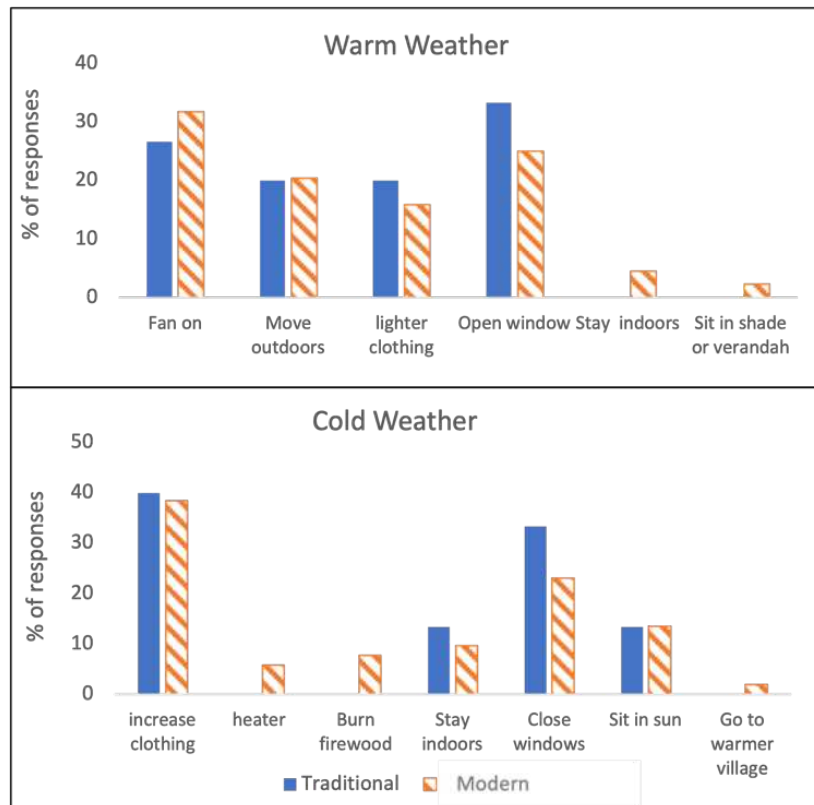 Warm Weather
40
30
20
10
0
% of responses
Fan on
Move outdoors
lighter clothing
Open window
Stay indoors
Sit in shade or verandah
Cold Weather
50
40
30
20
10
0
% of responses
increase clothing
heater
Burn firewood
Stay indoors
Close windows
Sit in sun
Go to warmer village
Traditional
Modern